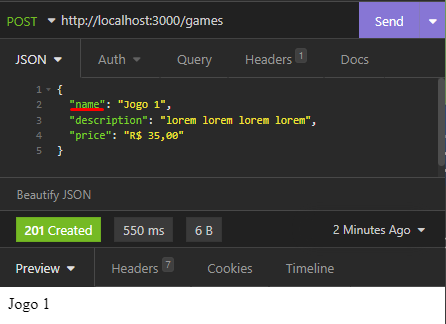 POST http://localhost:3000/games Send
JSON Auth Query Headers 1 Docs
1 {
2 "name": "Jogo 1",
3 "description": "lorem lorem lorem lorem",
4 "price": "R$ 35,00"
5 }
Beautify JSON
201 Created 550 ms 6 B 2 Minutes Ago
Preview Headers 7 Cookies Timeline
Jogo 1